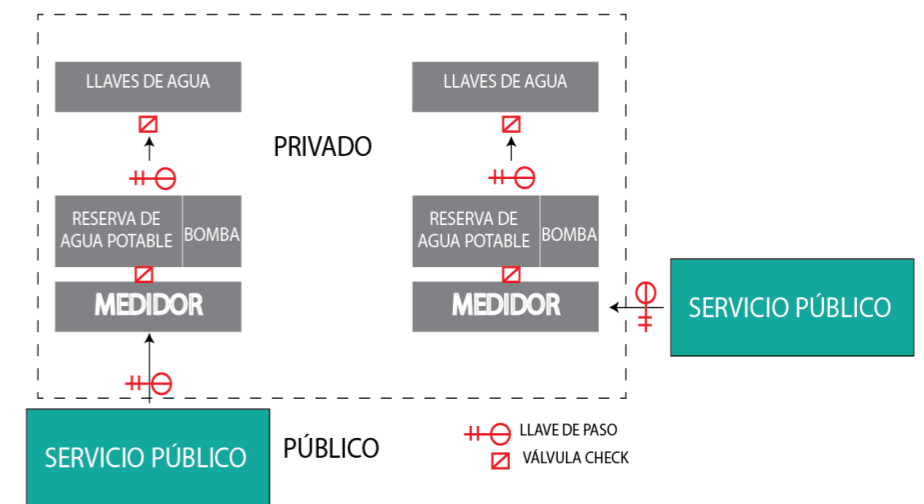 LLAVES DE AGUA
LLAVES DE AGUA
PRIVADO
RESERVA DE
AGUA POTABLE
BOMBA
RESERVA DE
AGUA POTABLE
BOMBA
MEDIDOR
MEDIDOR
SERVICIO PÚBLICO
SERVICIO PÚBLICO
PÚBLICO
LLAVE DE PASO
VÁLVULA CHECK